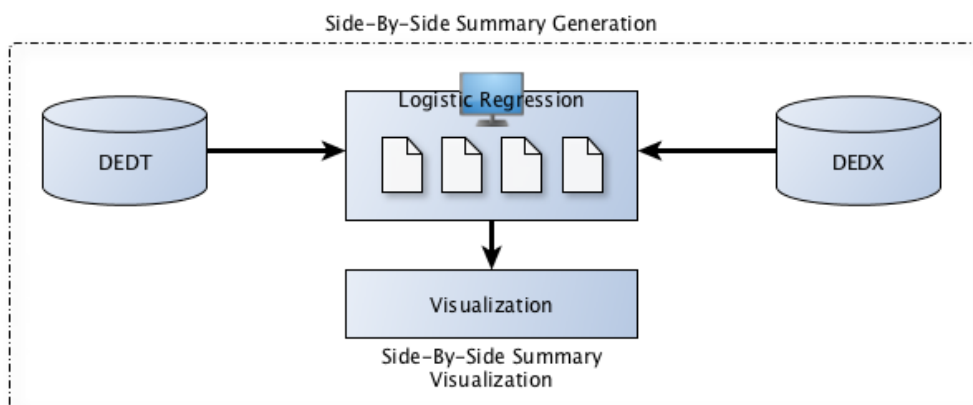 Side-By-Side Summary Generation
Logistic Regression
DEDT
DEDX
Visualization
Side-By-Side Summary
Visualization